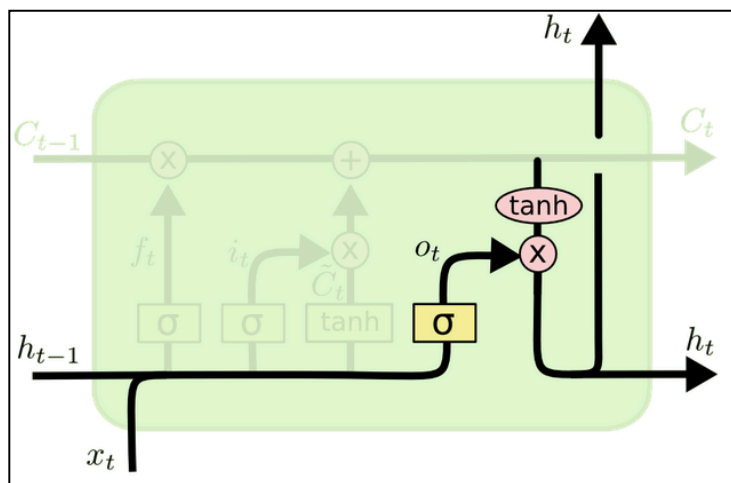 h_t
C_{t-1}
C_t
x
+
tanh
f_t
i_t
x
o_t
x
C̃_t
σ
σ
tanh
σ
h_{t-1}
h_t
x_t